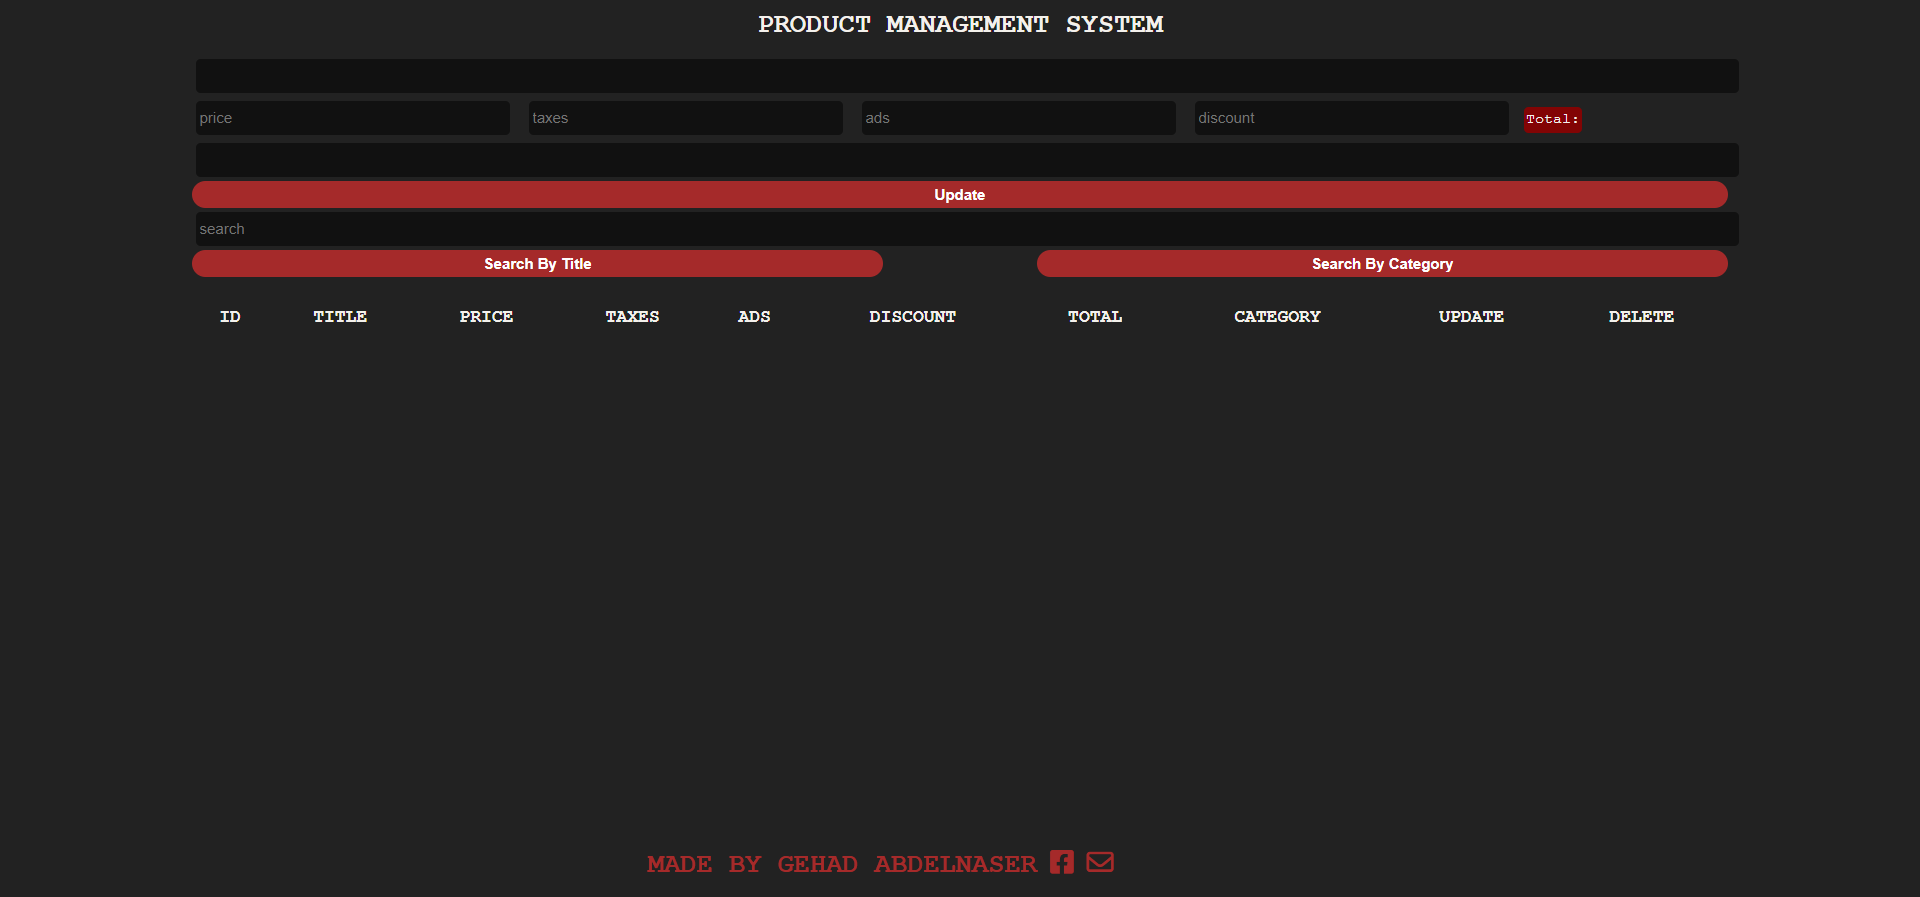 PRODUCT MANAGEMENT SYSTEM
price taxes ads discount Total:
Update
search
Search By Title Search By Category
ID TITLE PRICE TAXES ADS DISCOUNT TOTAL CATEGORY UPDATE DELETE
MADE BY GEHAD ABDELNASER